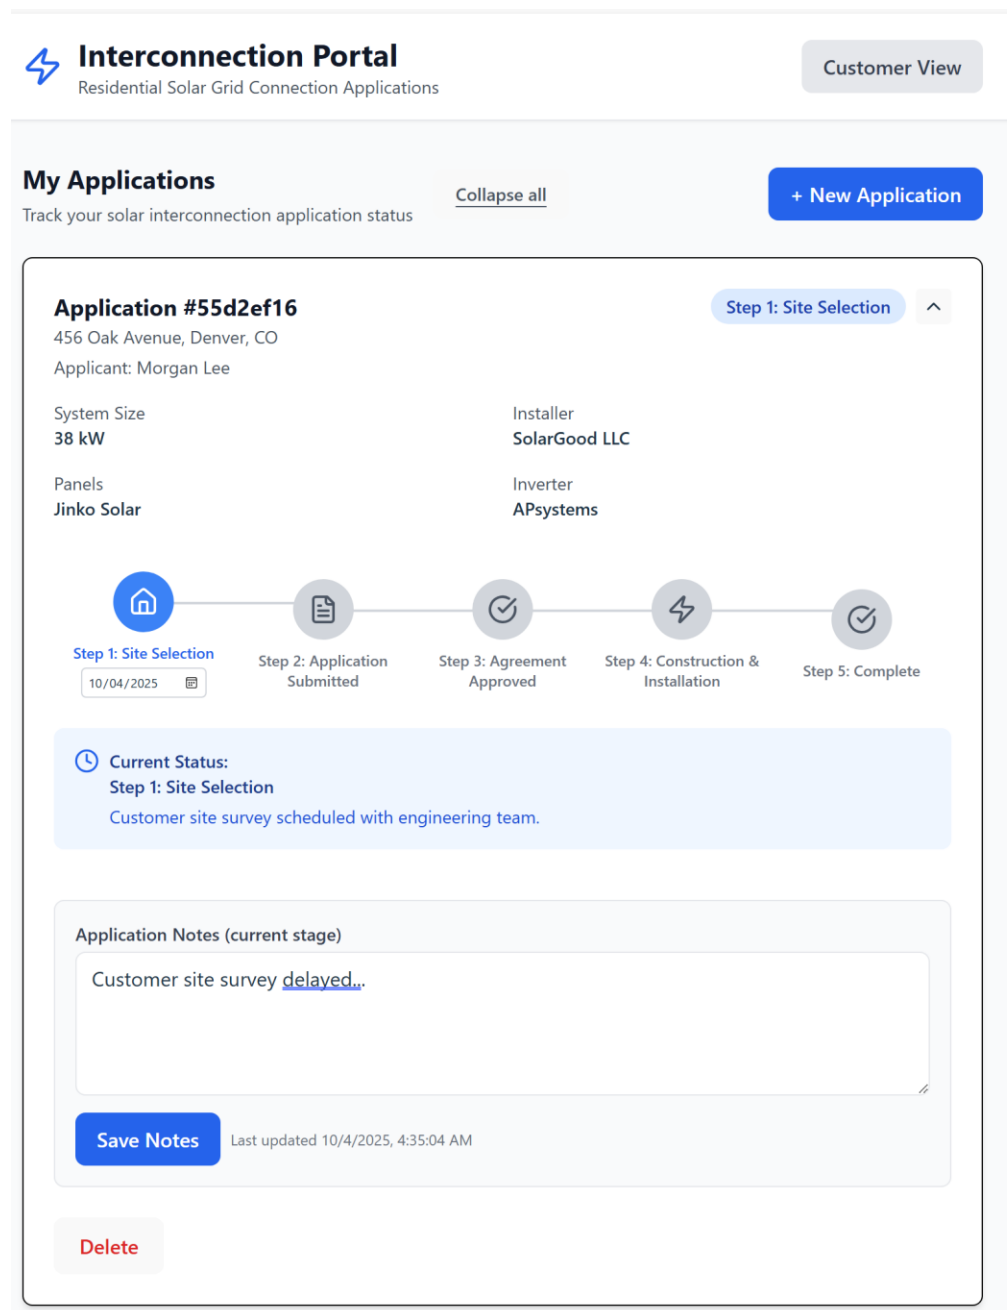 Interconnection Portal
Residential Solar Grid Connection Applications
Customer View
My Applications
Track your solar interconnection application status
Collapse all
+ New Application
Application #55d2ef16
Step 1: Site Selection
456 Oak Avenue, Denver, CO
Applicant: Morgan Lee
System Size
38 kW
Installer
SolarGood LLC
Panels
Jinko Solar
Inverter
APsystems
Step 1: Site Selection
10/04/2025
Step 2: Application
Submitted
Step 3: Agreement
Approved
Step 4: Construction &
Installation
Step 5: Complete
Current Status:
Step 1: Site Selection
Customer site survey scheduled with engineering team.
Application Notes (current stage)
Customer site survey delayed...
Save Notes
Last updated 10/4/2025, 4:35:04 AM
Delete